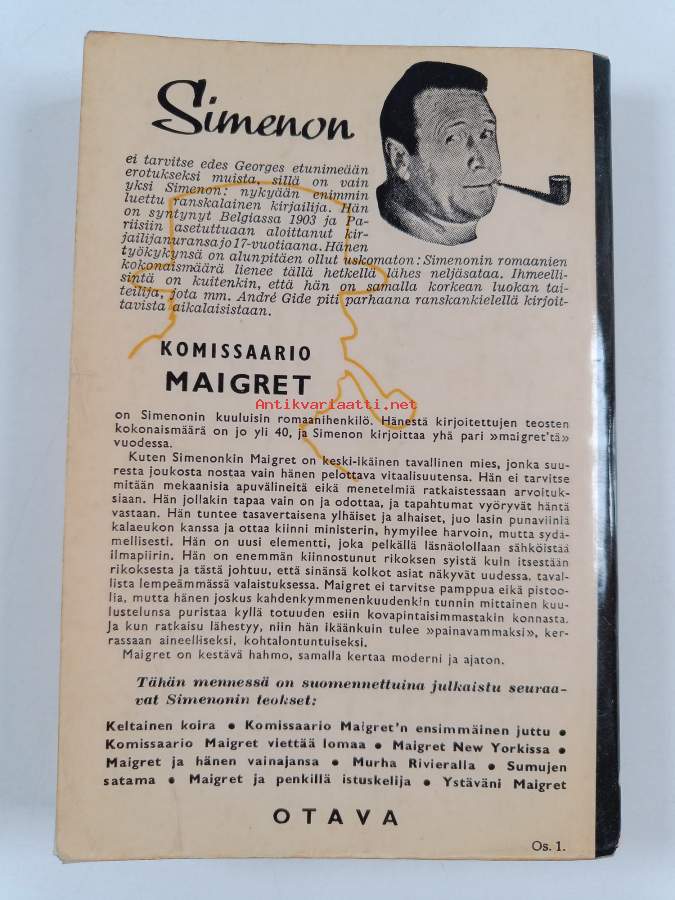 Simenon
ei tarvitse edes Georges etunimeään
erotukseksi muista, sillä on vain
yksi Simenon: nykyään enimmin
luettu ranskalainen kirjailija. Hän
on syntynyt Belgiassa 1903 ja Pa-
riisiin asetuttuaan aloittanut kir-
jailijanuransa jo 17-vuotiaana. Hänen
työkykynsä on alunpitäen ollut uskomaton: Simenonin romaanien
kokonaismäärä lienee tällä hetkellä lähes neljäsataa. Ihmeelli-
sintä on kuitenkin, että hän on samalla korkean luokan tai-
teilija, jota mm. André Gide piti parhaana ranskankielellä kirjoit-
tavista aikalaisistaan.
KOMISSAARIO
MAIGRET
Antikvariaatti.net
on Simenonin kuuluisin romaanihenkilö. Hänestä kirjoitettujen teosten
kokonaismäärä on jo yli 40, ja Simenon kirjoittaa yhä pari »maigret'tä»
vuodessa.
Kuten Simenonkin Maigret on keski-ikäinen tavallinen mies, jonka suu-
resta joukosta nostaa vain hänen pelottava vitaalisuutensa. Hän ei tarvitse
mitään mekaanisia apuvälineitä eikä menetelmiä ratkaistessaan arvoituk-
siaan. Hän jollakin tapaa vain on ja odottaa, ja tapahtumat vyöryvät häntä
vastaan. Hän tuntee tasavertaisena ylhäiset ja alhaiset, juo lasin punaviiniä
kalaeukon kanssa ja ottaa kiinni ministerin, hymyilee harvoin, mutta sydä-
mellisesti. Hän on uusi elementti, joka pelkällä läsnäolollaan sähköistää
ilmapiirin. Hän on enemmän kiinnostunut rikoksen syistä kuin itsestään
rikoksesta ja tästä johtuu, että sinänsä kolkot asiat näkyvät uudessa, taval-
lista lempeämmässä valaistuksessa. Maigret ei tarvitse pamppua eikä pistoo-
lia, mutta hänen joskus kahdenkymmenenkuudenkin tunnin mittainen kuu-
lustelunsa puristaa kyllä totuuden esiin kovapintaisimmastakin konnasta.
Ja kun ratkaisu lähestyy, niin hän ikäänkuin tulee »painavammaksi», ker-
rassaan aineelliseksi, kohtalontuntuiseksi.
Maigret on kestävä hahmo, samalla kertaa moderni ja ajaton.
Tähän mennessä on suomennettuina julkaistu seuraa-
vat Simenonin teokset:
Keltainen koira • Komissaario Maigret'n ensimmäinen juttu •
Komissaario Maigret viettää lomaa • Maigret New Yorkissa •
Maigret ja hänen vainajansa • Murha Rivieralla • Sumujen
satama • Maigret ja penkillä istuskelija • Ystäväni Maigret
OTAVA
Os. 1.